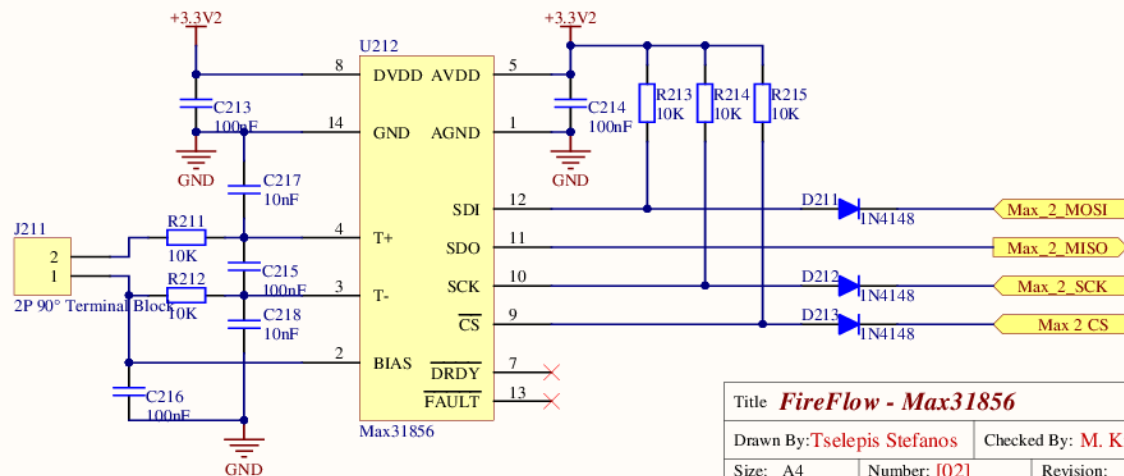 +3.3V2
+3.3V2
U212
8 DVDD AVDD 5
C213
100nF
C214
100nF
R213
10K
R214
10K
R215
10K
14 GND AGND 1
GND
GND
C217
10nF
SDI 12
D211
1N4148
Max_2_MOSI
J211
2
1
2P 90° Terminal Block
R211
10K
4 T+
SDO 11
Max_2_MISO
C215
100nF
SCK 10
D212
1N4148
Max_2_SCK
R212
10K
3 T-
C218
10nF
CS 9
D213
1N4148
Max 2 CS
2 BIAS
DRDY 7
C216
100nF
FAULT 13
Max31856
GND
Title FireFlow - Max31856
Drawn By: Tselepis Stefanos Checked By: M. K
Size: A4 Number: [02] Revision: